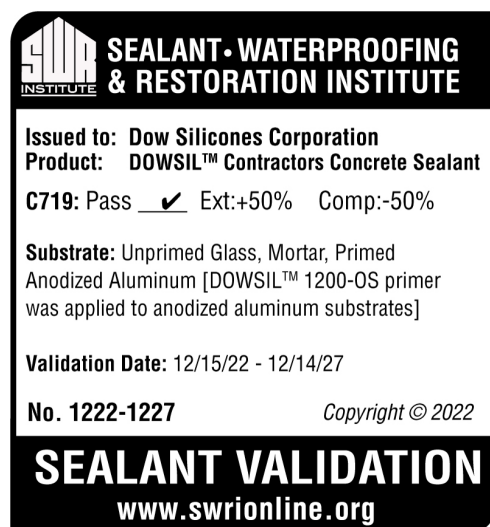 SWR
INSTITUTE
SEALANT • WATERPROOFING
& RESTORATION INSTITUTE
Issued to: Dow Silicones Corporation
Product: DOWSIL™ Contractors Concrete Sealant
C719: Pass ✔ Ext:+50% Comp:-50%
Substrate: Unprimed Glass, Mortar, Primed
Anodized Aluminum [DOWSIL™ 1200-OS primer
was applied to anodized aluminum substrates]
Validation Date: 12/15/22 - 12/14/27
No. 1222-1227 Copyright © 2022
SEALANT VALIDATION
www.swrionline.org